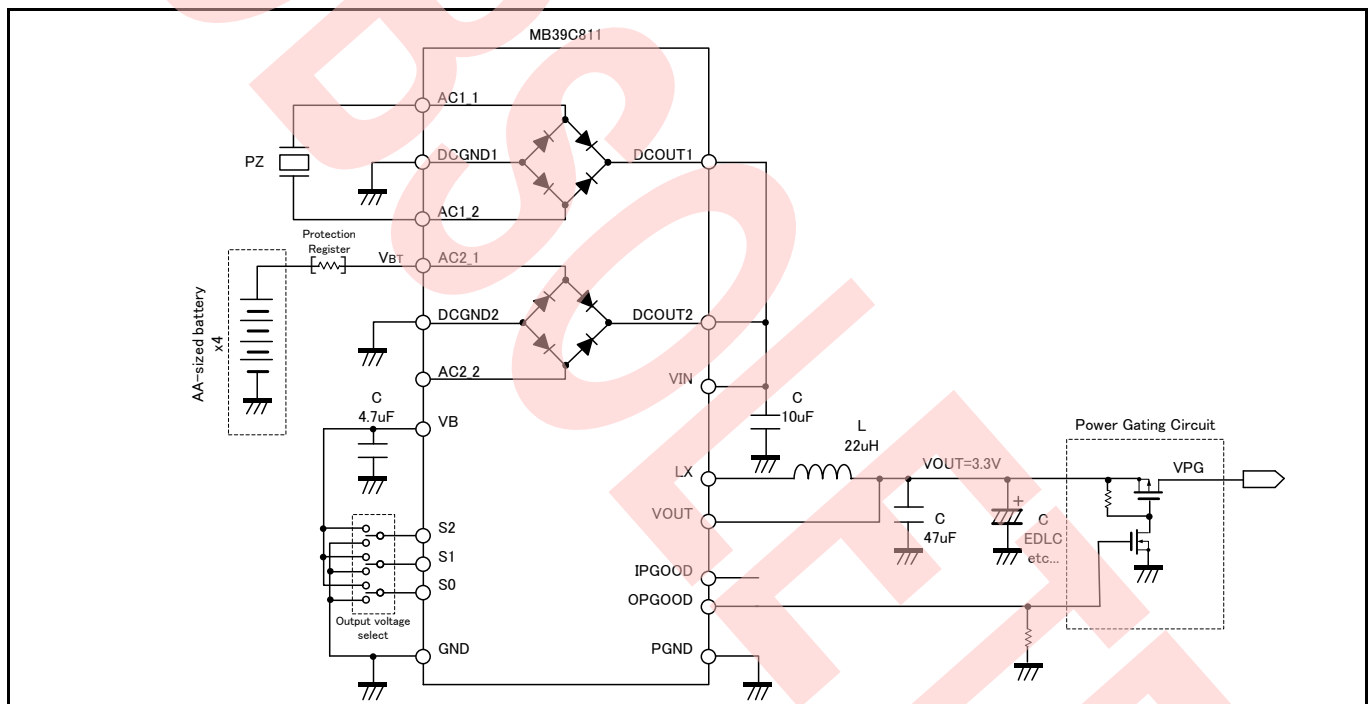 MB39C811
AC1_1
DCGND1
DCOUT1
PZ
AC1_2
Protection
Register
VBT
AC2_1
AA-sized battery
x4
DCGND2
DCOUT2
AC2_2
VIN
C
4.7uF
VB
C
10uF
L
22uH
Power Gating Circuit
LX
VOUT=3.3V
VPG
VOUT
C
47uF
+
C
EDLC
etc...
S2
S1
S0
IPGOOD
OPGOOD
Output voltage
select
GND
PGND
OBSOLETE